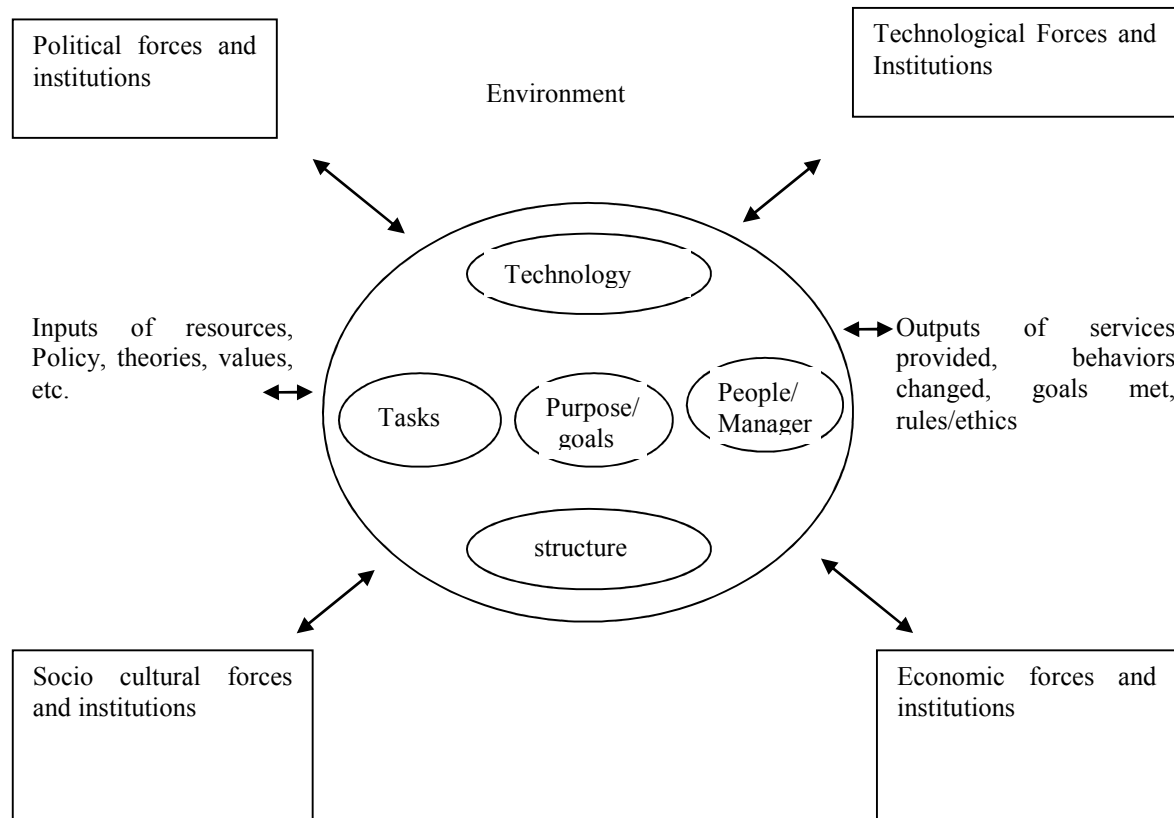 Political forces and
institutions
Technological Forces and
Institutions
Environment
Technology
Inputs of resources,
Policy, theories, values,
etc.
Outputs of services
provided, behaviors
changed, goals met,
rules/ethics
Tasks
Purpose/
goals
People/
Manager
structure
Socio cultural forces
and institutions
Economic forces and
institutions